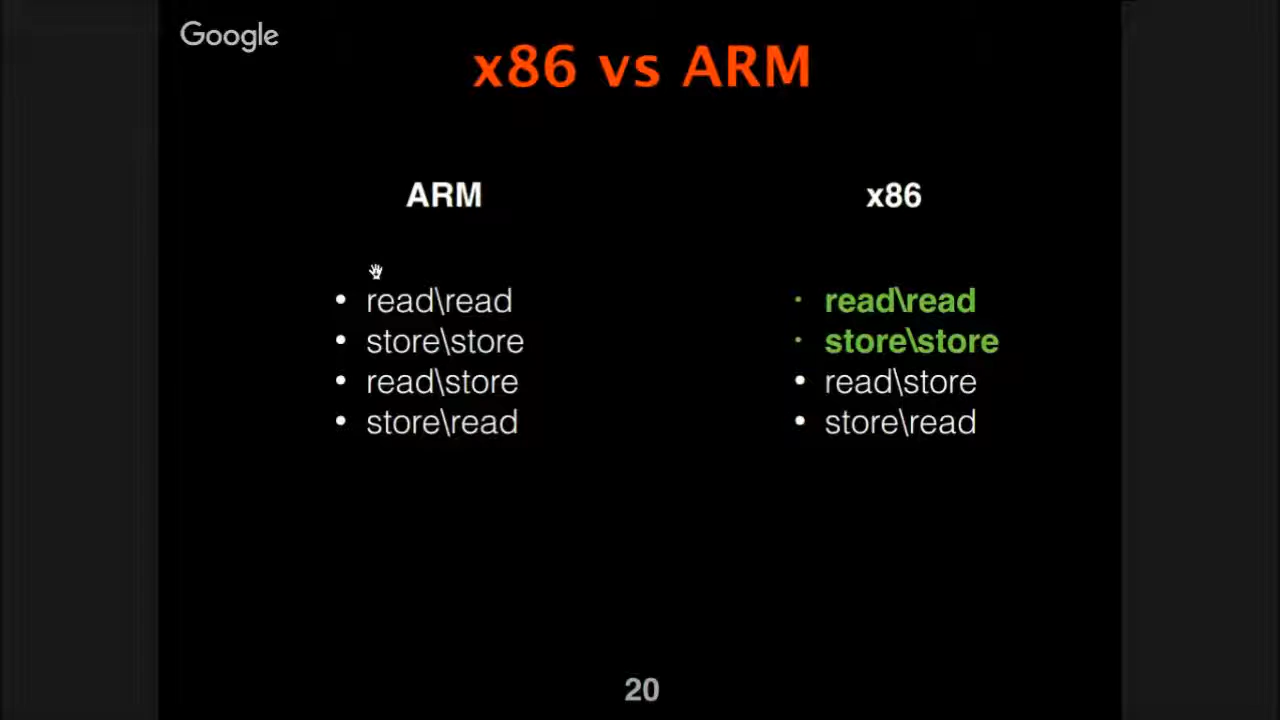 Google
x86 vs ARM
ARM
• read\read
• store\store
• read\store
• store\read
x86
• read\read
• store\store
• read\store
• store\read
20